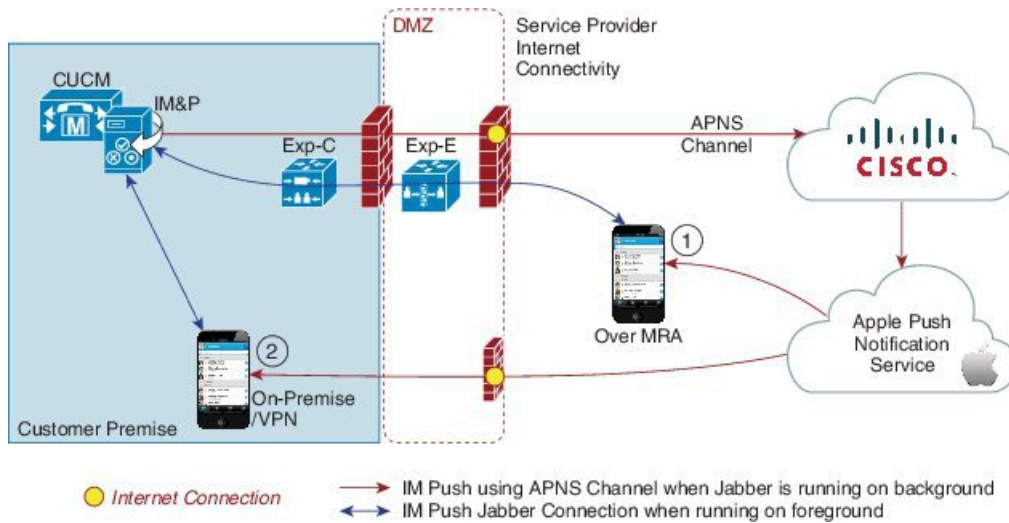 DMZ
Service Provider
Internet
Connectivity
CUCM
IM&P
M
Exp-C
Exp-E
APNS
Channel
CISCO
1
Over MRA
Apple Push
Notification
Service
2
On-Premise
/VPN
Customer Premise
Internet Connection
IM Push using APNS Channel when Jabber is running on background
IM Push Jabber Connection when running on foreground